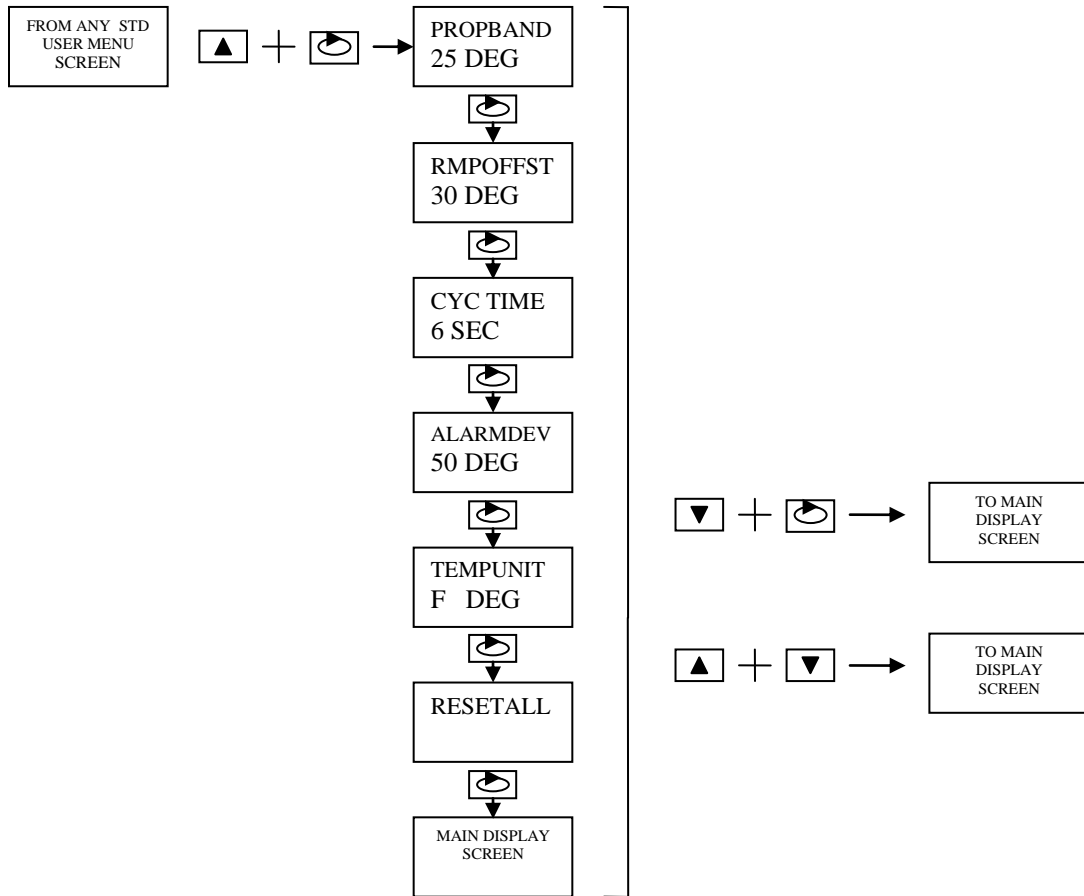 FROM ANY STD
USER MENU
SCREEN
PROPBAND
25 DEG
RMPOFFST
30 DEG
CYC TIME
6 SEC
ALARMDEV
50 DEG
TEMPUNIT
F DEG
TO MAIN
DISPLAY
SCREEN
TO MAIN
DISPLAY
SCREEN
RESETALL
MAIN DISPLAY
SCREEN